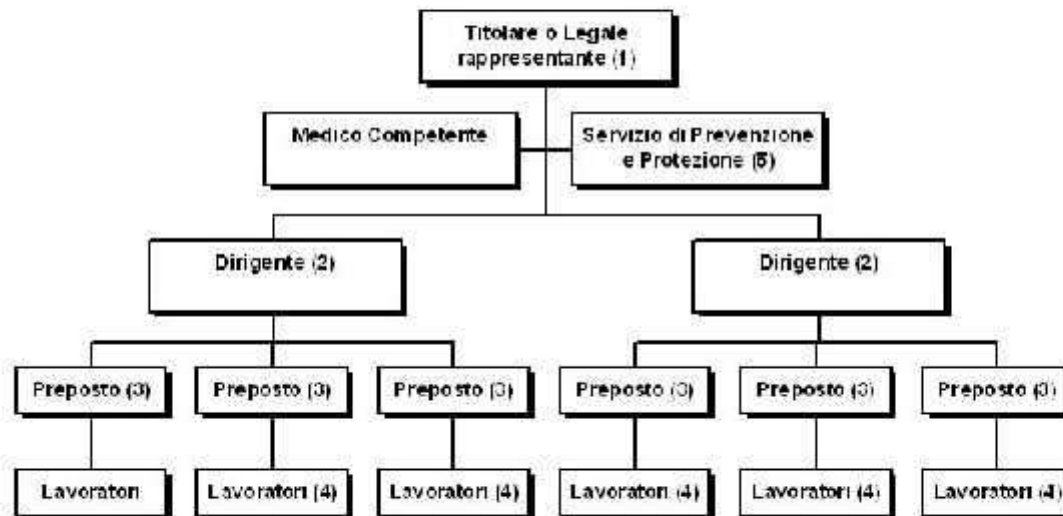 Titolare o Legale
rappresentante (1)
Medico Competente
Servizio di Prevenzione
e Protezione (5)
Dirigente (2)
Dirigente (2)
Preposto (3)
Preposto (3)
Preposto (3)
Preposto (3)
Preposto (3)
Preposto (3)
Lavoratori
Lavoratori (4)
Lavoratori (4)
Lavoratori (4)
Lavoratori (4)
Lavoratori (4)